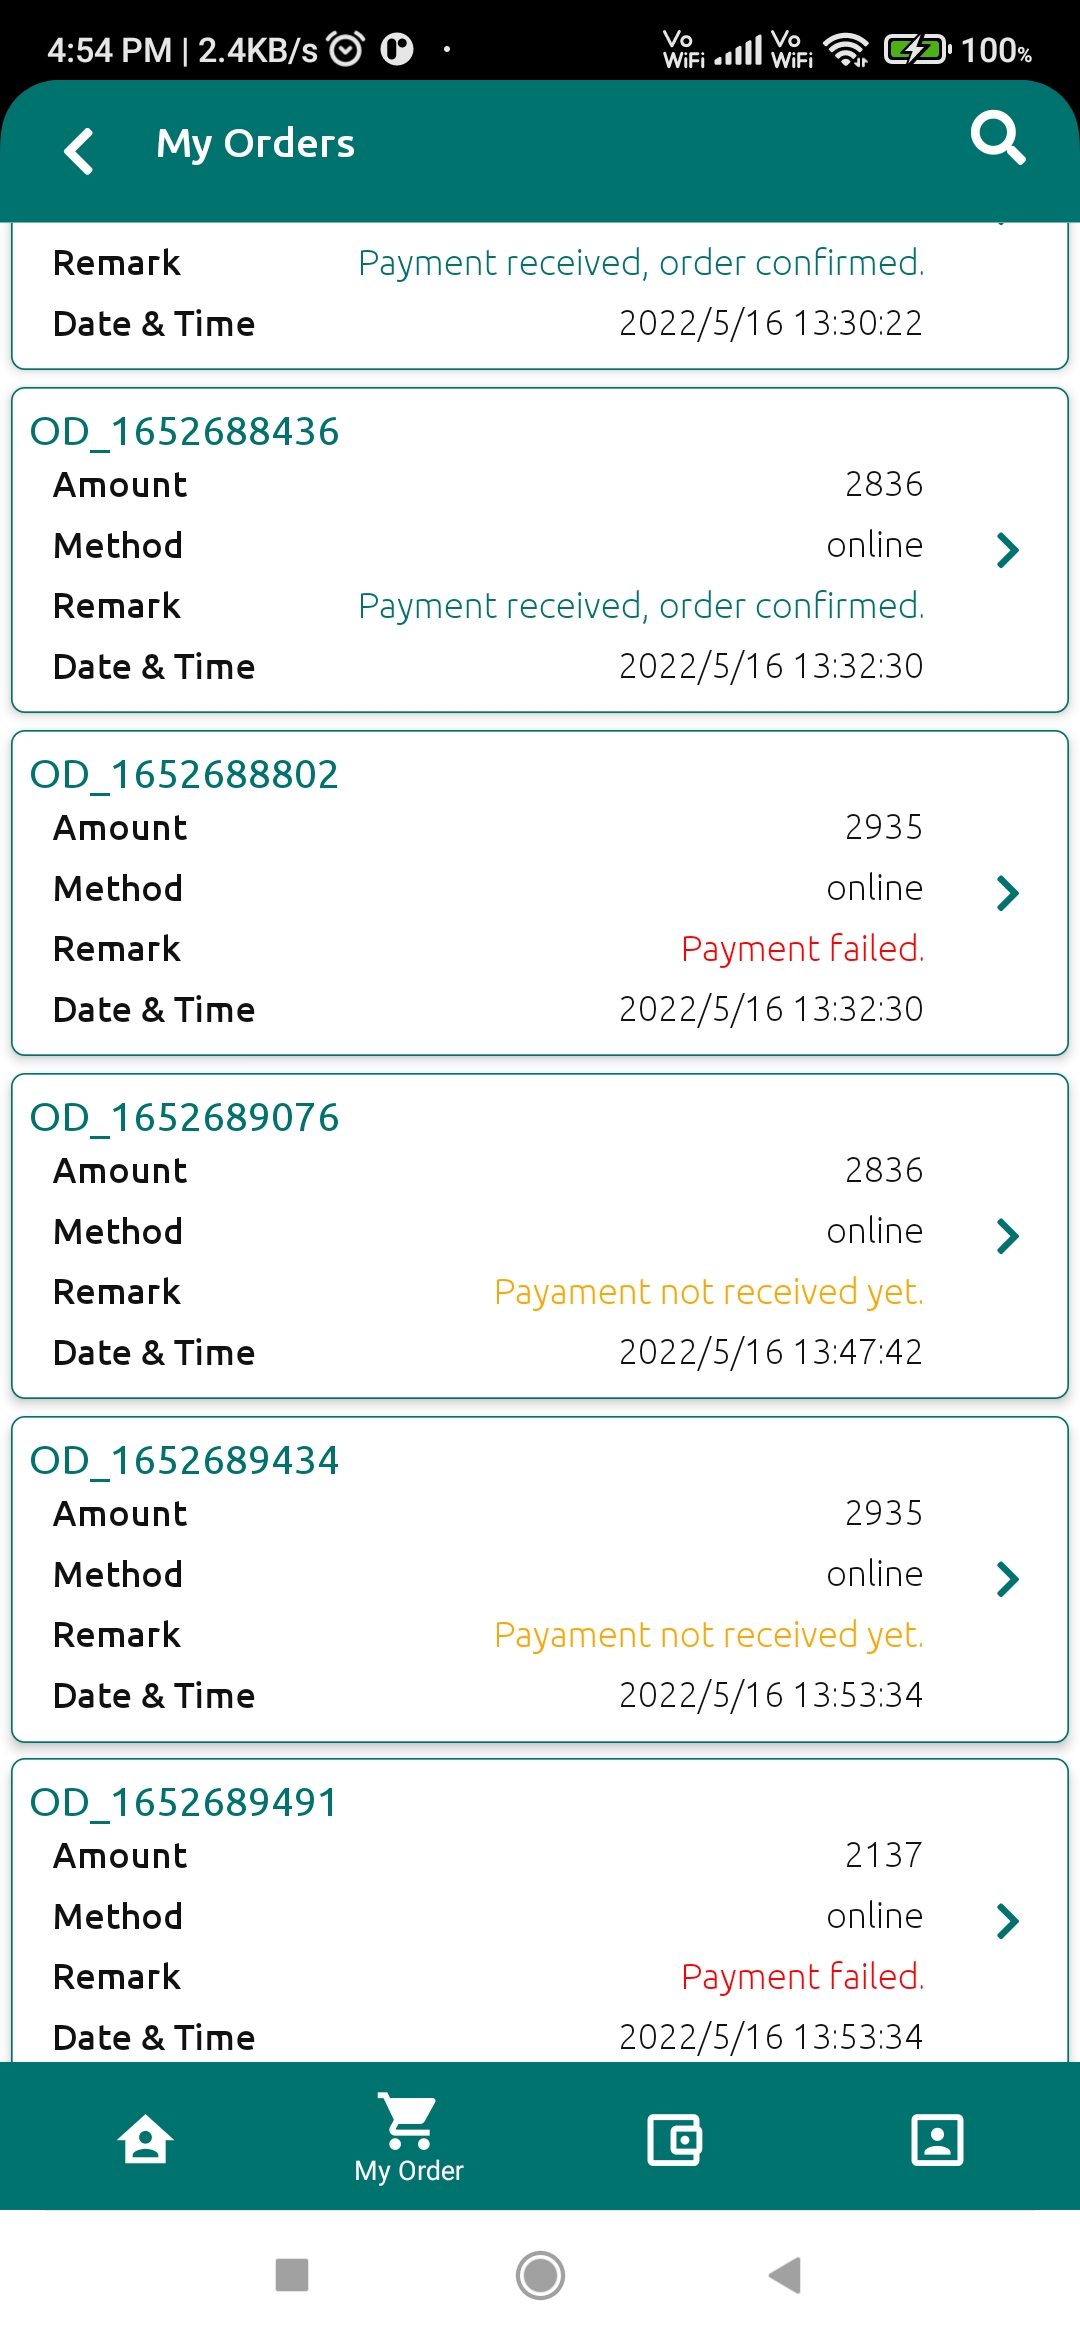 4:54 PM | 2.4KB/s
Vo WiFi Vo WiFi 100%
My Orders
Remark Payment received, order confirmed.
Date & Time 2022/5/16 13:30:22
OD_1652688436
Amount 2836
Method online
Remark Payment received, order confirmed.
Date & Time 2022/5/16 13:32:30
OD_1652688802
Amount 2935
Method online
Remark Payment failed.
Date & Time 2022/5/16 13:32:30
OD_1652689076
Amount 2836
Method online
Remark Payament not received yet.
Date & Time 2022/5/16 13:47:42
OD_1652689434
Amount 2935
Method online
Remark Payament not received yet.
Date & Time 2022/5/16 13:53:34
OD_1652689491
Amount 2137
Method online
Remark Payment failed.
Date & Time 2022/5/16 13:53:34
My Order